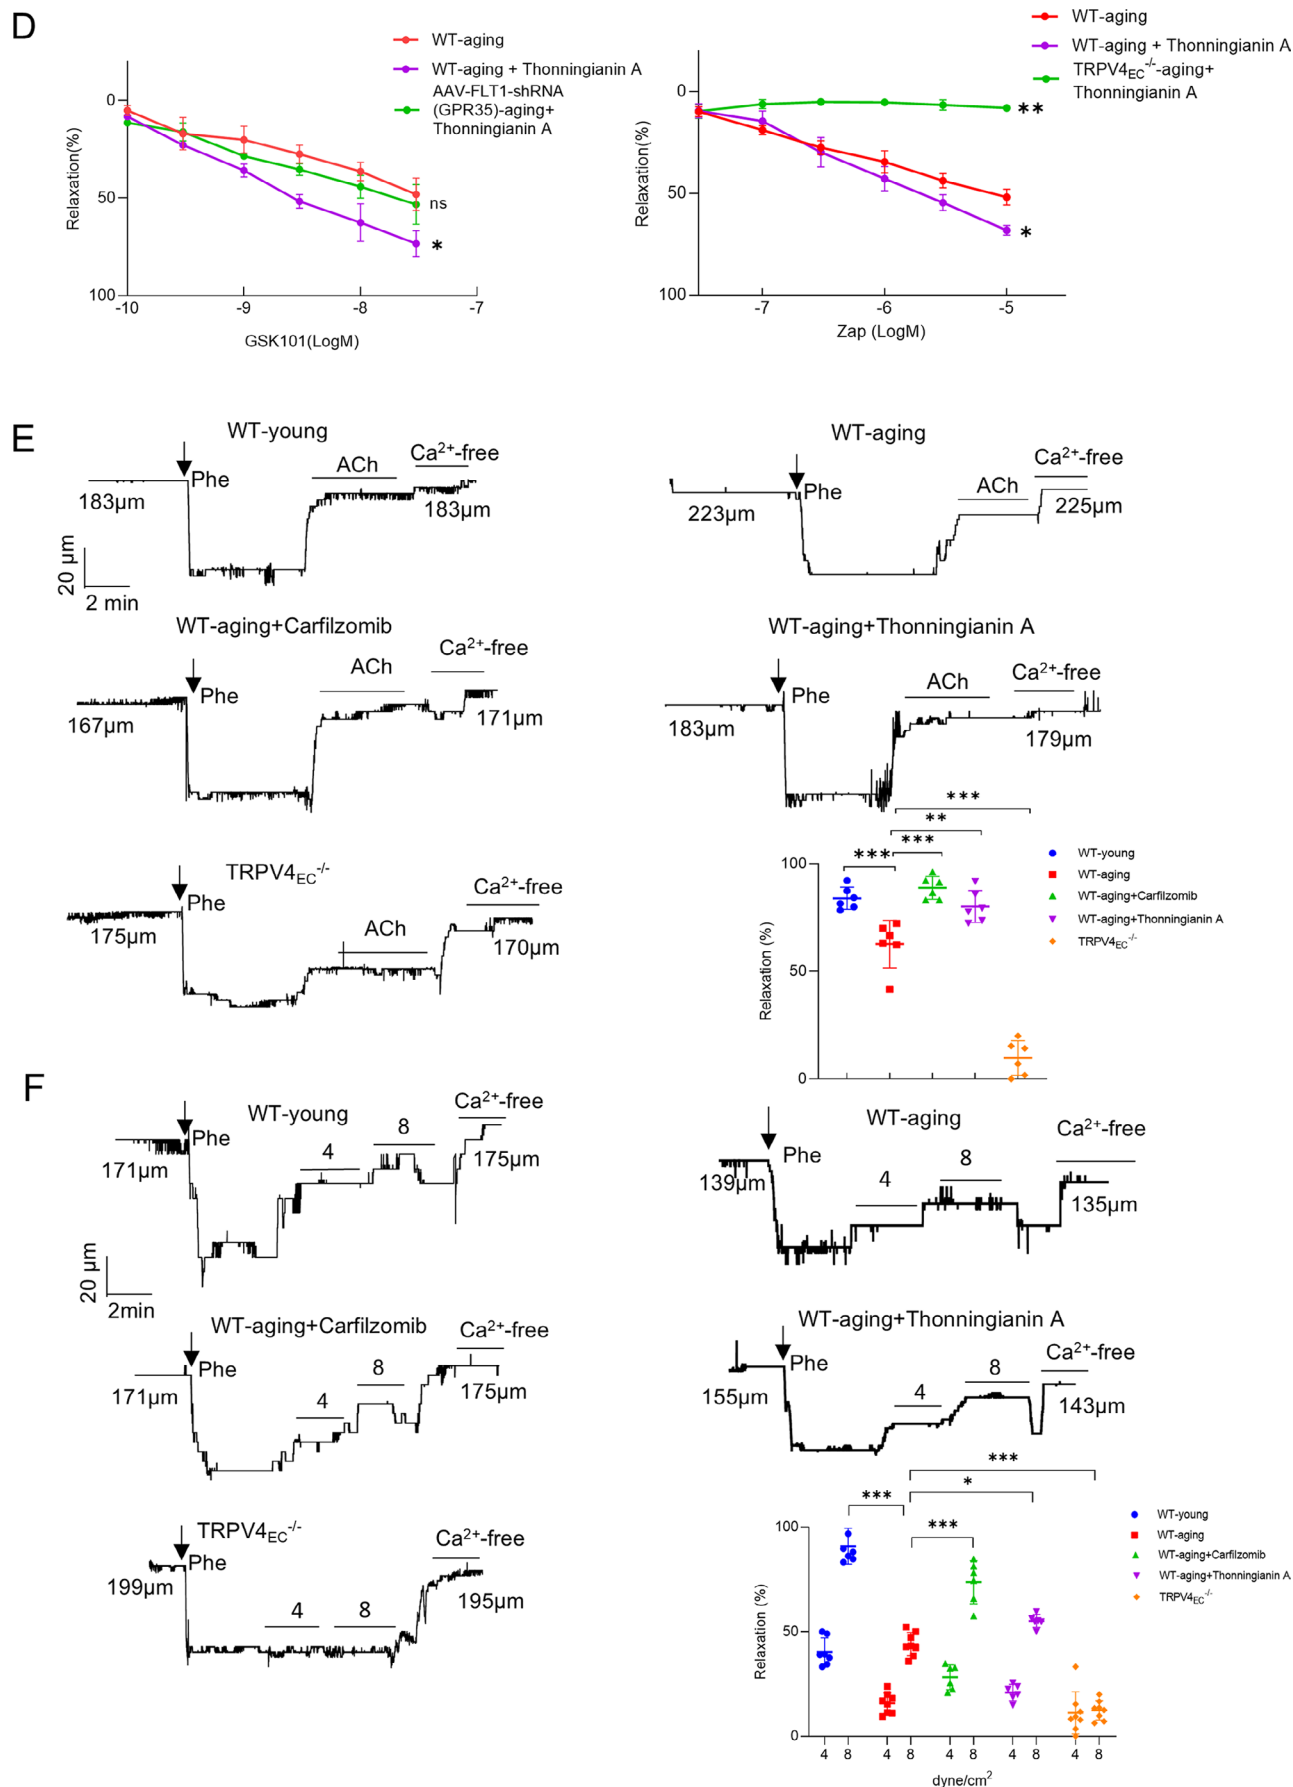 D
WT-aging
WT-aging + Thonningianin A
AAV-FLT1-shRNA
(GPR35)-aging+
Thonningianin A
0
50
100
Relaxation(%)
ns
*
-10
-9
-8
-7
GSK101(LogM)
WT-aging
WT-aging + Thonningianin A
TRPV4EC-/--aging+
Thonningianin A
0
50
100
Relaxation(%)
**
*
-7
-6
-5
Zap (LogM)
E
WT-young
Phe
ACh
Ca2+-free
183μm
183μm
20 μm
2 min
WT-aging
Phe
ACh
Ca2+-free
223μm
225μm
WT-aging+Carfilzomib
Phe
ACh
Ca2+-free
167μm
171μm
WT-aging+Thonningianin A
Phe
ACh
Ca2+-free
183μm
179μm
TRPV4EC-/-
Phe
ACh
Ca2+-free
175μm
170μm
***
**
***
***
100
50
0
Relaxation (%)
WT-young
WT-aging
WT-aging+Carfilzomib
WT-aging+Thonningianin A
TRPV4EC-/-
F
WT-young
Phe
4
8
Ca2+-free
171μm
175μm
20 μm
2min
WT-aging
Phe
4
8
Ca2+-free
139μm
135μm
WT-aging+Carfilzomib
Phe
4
8
Ca2+-free
171μm
175μm
WT-aging+Thonningianin A
Phe
4
8
Ca2+-free
155μm
143μm
TRPV4EC-/-
Phe
4
8
Ca2+-free
199μm
195μm
***
*
***
***
100
50
0
Relaxation (%)
4 8 4 8 4 8 4 8 4 8
dyne/cm2
WT-young
WT-aging
WT-aging+Carfilzomib
WT-aging+Thonningianin A
TRPV4EC-/-